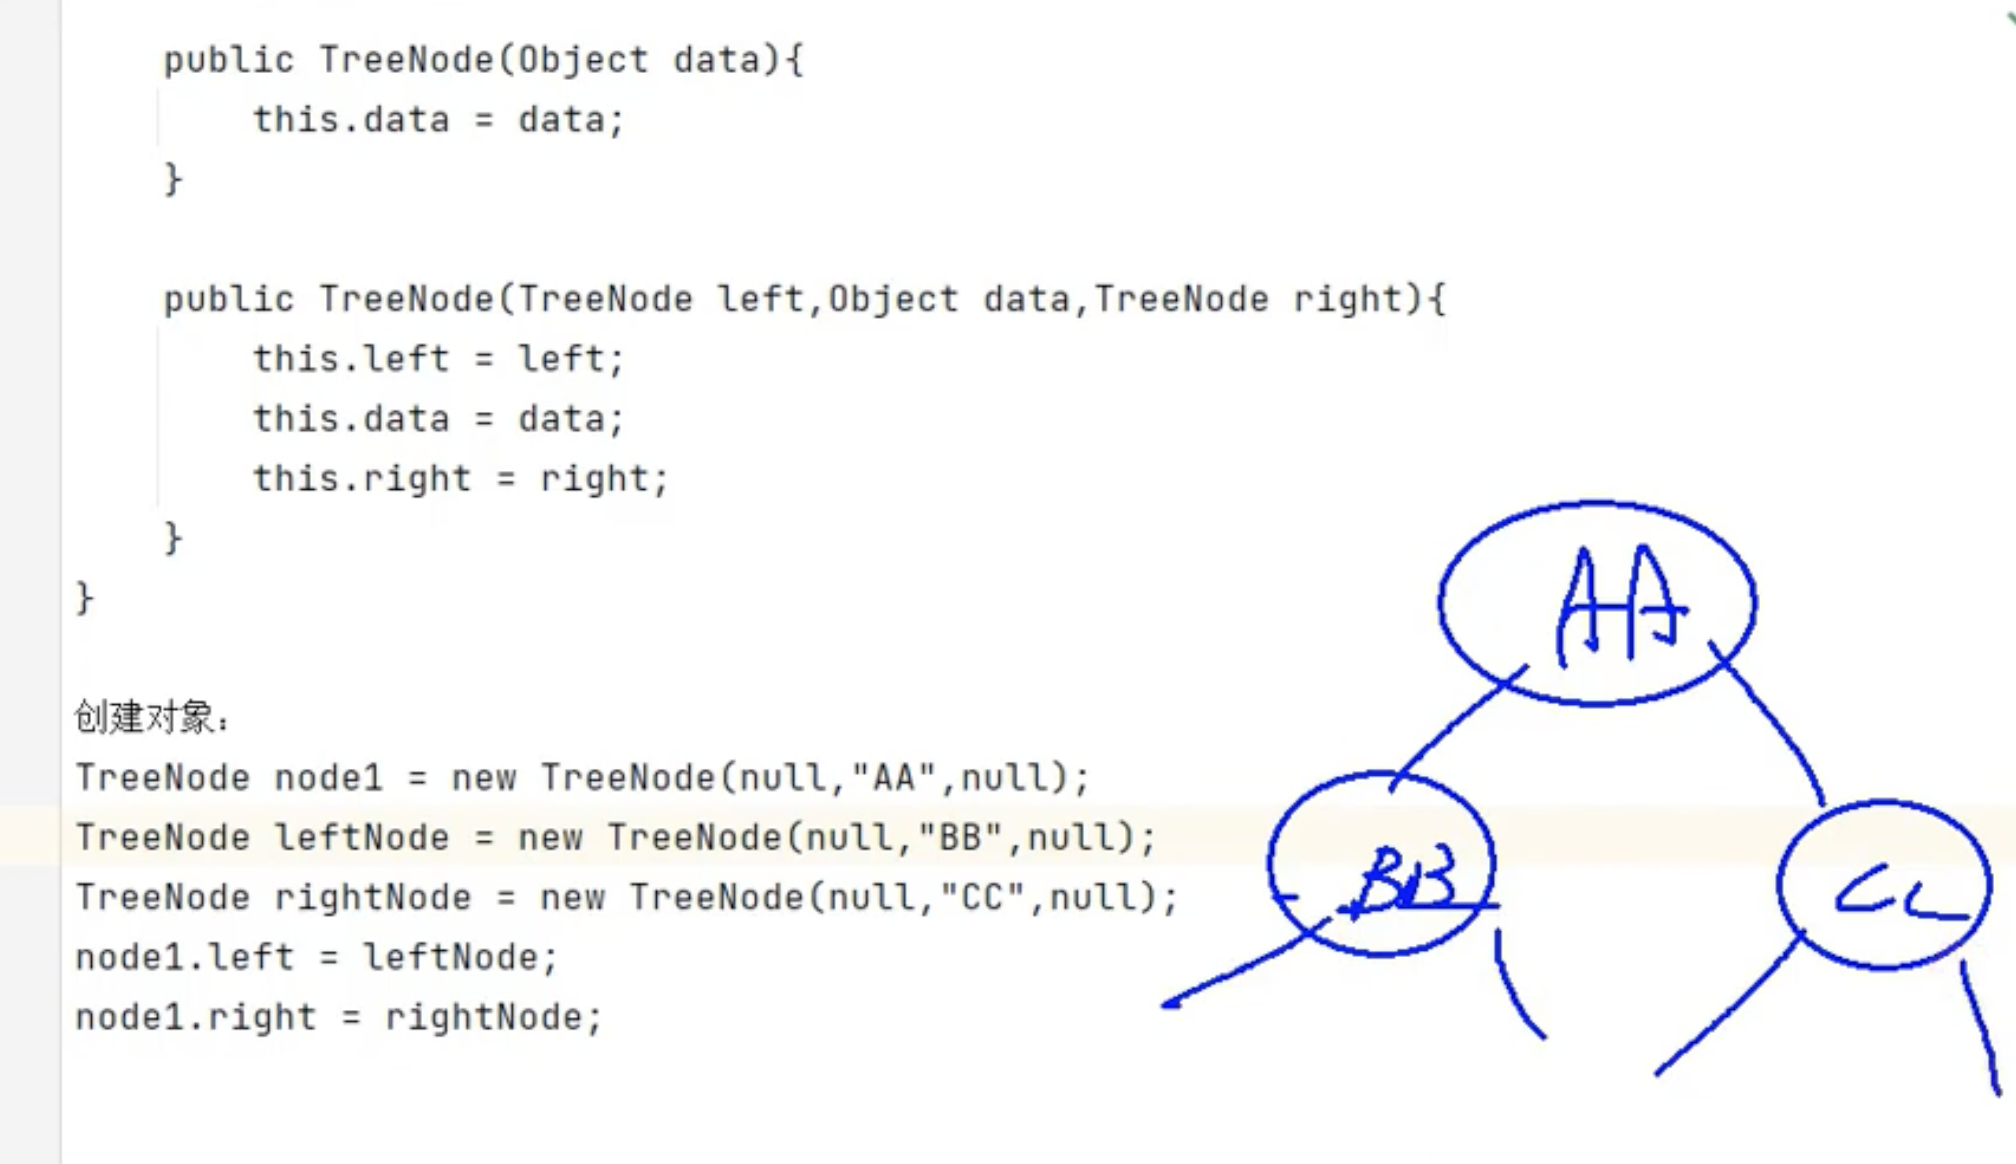 public TreeNode(Object data){
this.data = data;
}
public TreeNode(TreeNode left,Object data,TreeNode right){
this.left = left;
this.data = data;
this.right = right;
}
}
创建对象：
TreeNode node1 = new TreeNode(null,"AA",null);
TreeNode leftNode = new TreeNode(null,"BB",null);
TreeNode rightNode = new TreeNode(null,"CC",null);
node1.left = leftNode;
node1.right = rightNode;
AA
BB
CC